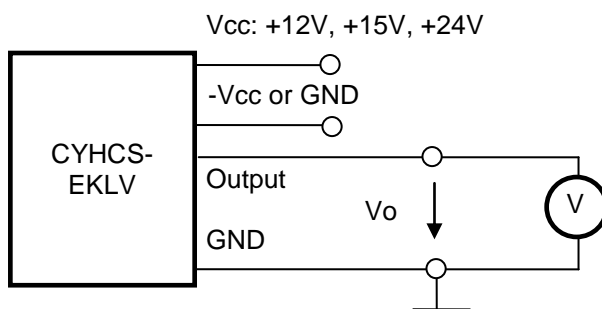 Vcc: +12V, +15V, +24V
-Vcc or GND
CYHCS-
EKLV
Output
Vo
V
GND